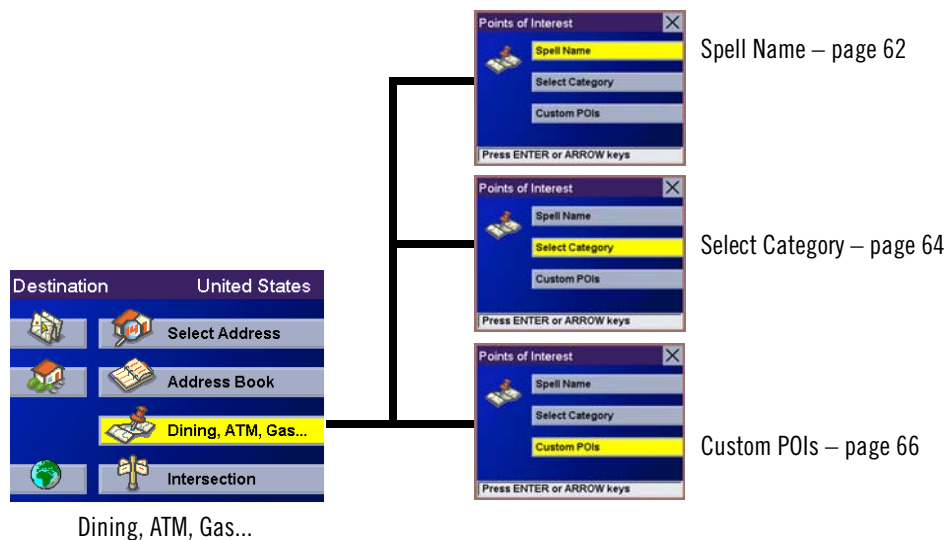 Points of Interest
Spell Name
Select Category
Custom POIs
Press ENTER or ARROW keys
Spell Name – page 62
Points of Interest
Spell Name
Select Category
Custom POIs
Press ENTER or ARROW keys
Select Category – page 64
Points of Interest
Spell Name
Select Category
Custom POIs
Press ENTER or ARROW keys
Custom POIs – page 66
Destination United States
Select Address
Address Book
Dining, ATM, Gas...
Intersection
Dining, ATM, Gas...